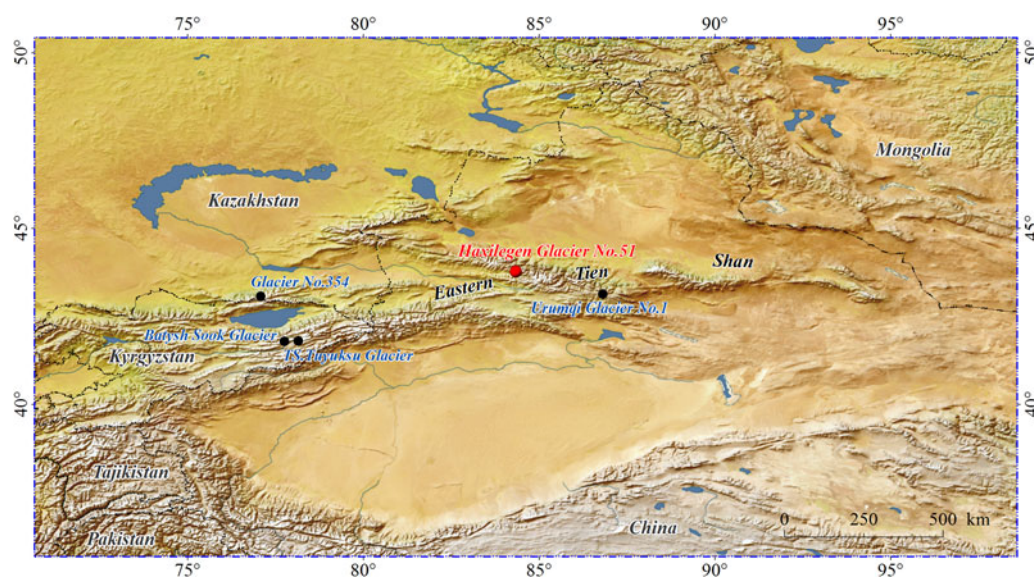 75° 80° 85° 90° 95°
50° 50°
Mongolia
Kazakhstan
45° 45°
Haxilegen Glacier No.51
Shan
Tien
Glacier No.354
Eastern
Urumqi Glacier No.1
Batysh Sook Glacier
Kyrgyzstan
TS.Tuyuksu Glacier
40° 40°
Tajikistan
China
0 250 500 km
Pakistan
75° 80° 85° 90° 95°